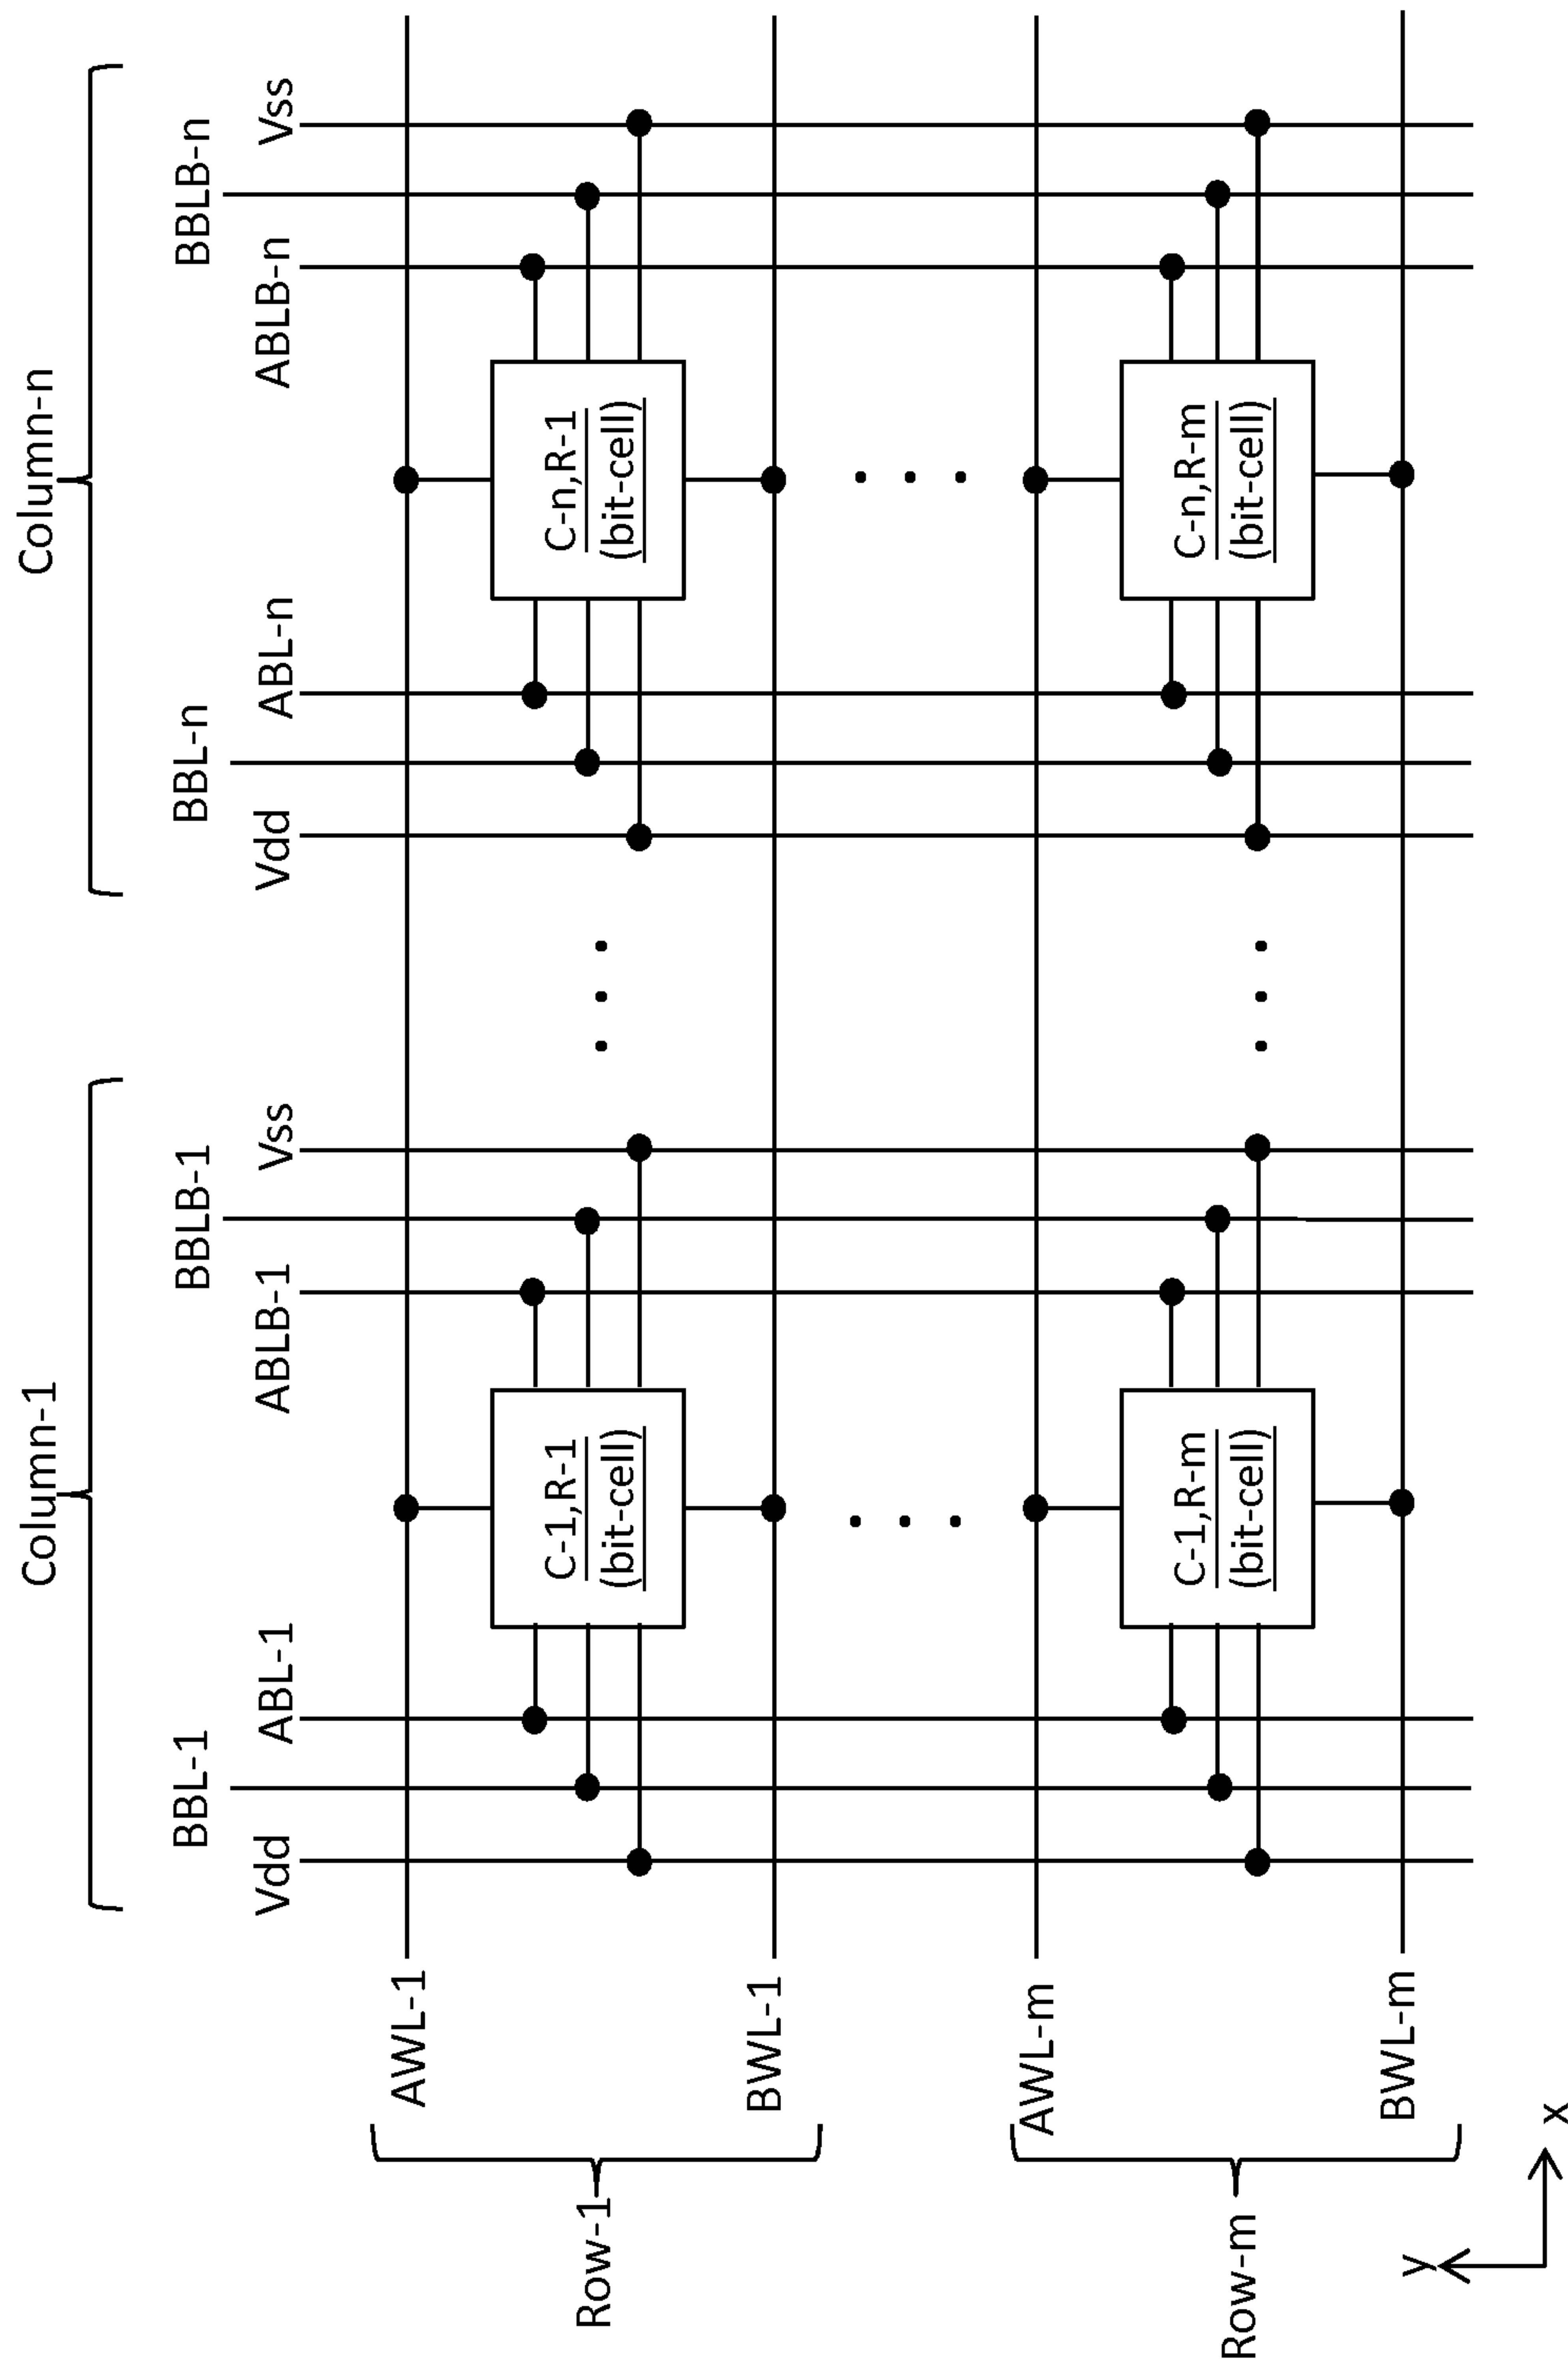 Column-1
Column-n
BBL-1
BBLB-1
BBL-n
BBLB-n
Vdd
ABL-1
ABLB-1
Vss
Vdd
ABL-n
ABLB-n
Vss
AWL-1
Row-1
C-1,R-1
(bit-cell)
C-n,R-1
(bit-cell)
BWL-1
AWL-m
Row-m
C-1,R-m
(bit-cell)
C-n,R-m
(bit-cell)
BWL-m
y
x